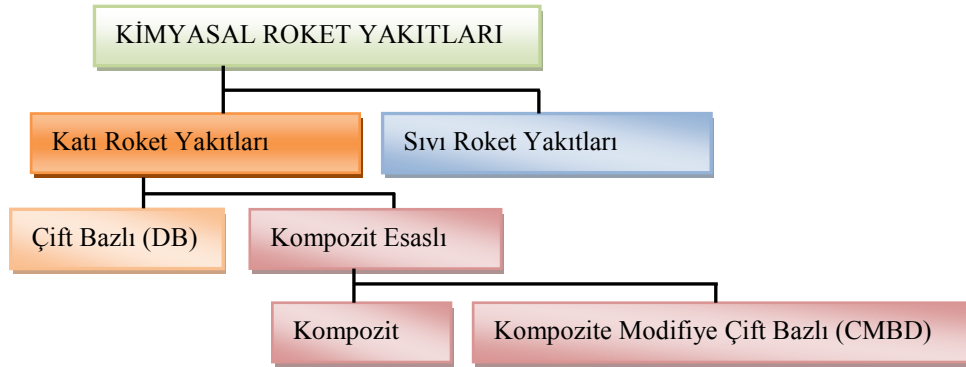 KİMYASAL ROKET YAKITLARI
Katı Roket Yakıtları
Sıvı Roket Yakıtları
Çift Bazlı (DB)
Kompozit Esaslı
Kompozit
Kompozite Modifiye Çift Bazlı (CMBD)